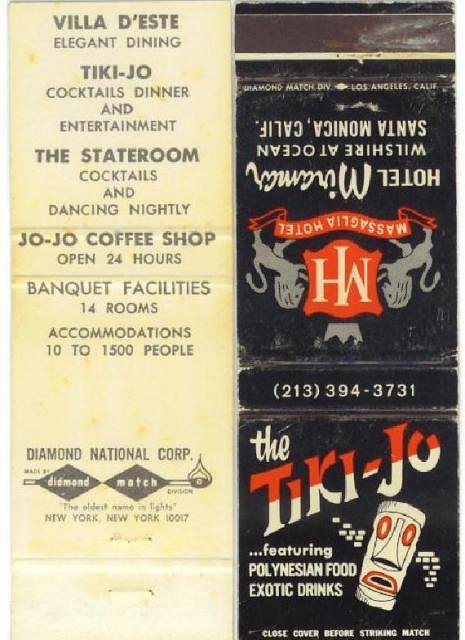 VILLA D'ESTE
ELEGANT DINING
TIKI-JO
COCKTAILS DINNER
AND
ENTERTAINMENT
THE STATEROOM
COCKTAILS
AND
DANCING NIGHTLY
JO-JO COFFEE SHOP
OPEN 24 HOURS
BANQUET FACILITIES
14 ROOMS
ACCOMMODATIONS
10 TO 1500 PEOPLE
DIAMOND NATIONAL CORP.
MADE BY
diamond match
DIVISION
"The oldest name in lights"
NEW YORK, NEW YORK 10017
DIAMOND MATCH DIV. LOS ANGELES, CALIF.
HOTEL Miramar
WILSHIRE AT OCEAN
SANTA MONICA, CALIF.
MASSAGLIA HOTEL
MH
(213) 394-3731
the
TIKI-JO
...featuring
POLYNESIAN FOOD
EXOTIC DRINKS
CLOSE COVER BEFORE STRIKING MATCH